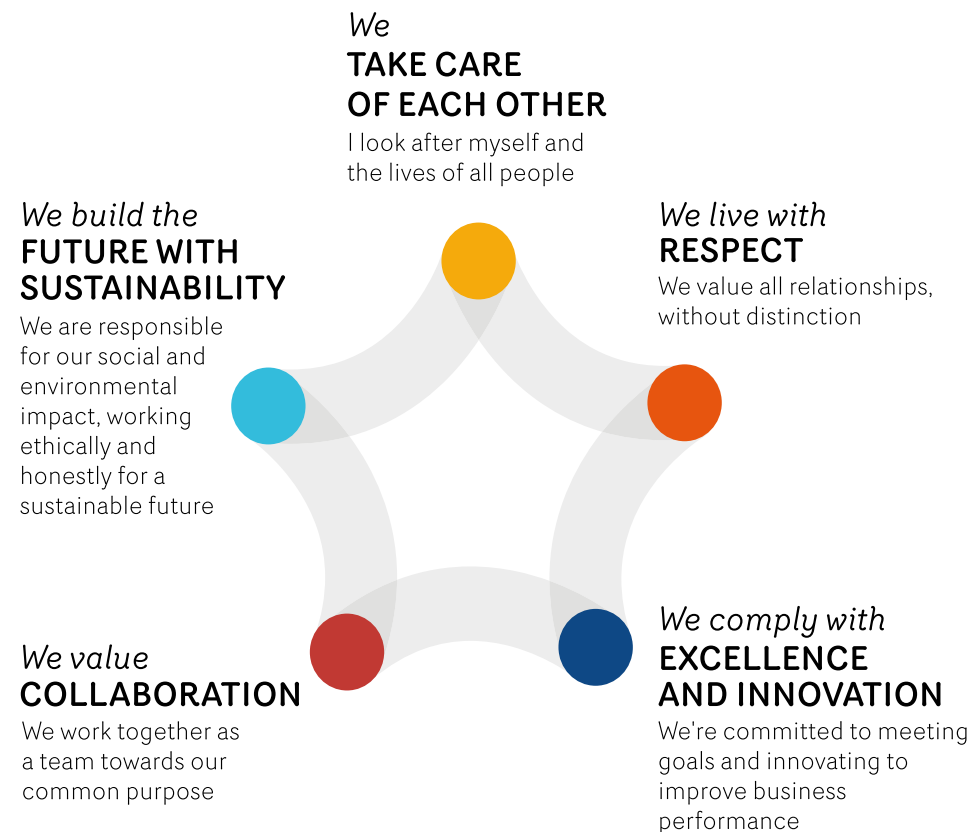 We
TAKE CARE
OF EACH OTHER
I look after myself and
the lives of all people
We live with
RESPECT
We value all relationships,
without distinction
We comply with
EXCELLENCE
AND INNOVATION
We're committed to meeting
goals and innovating to
improve business
performance
We value
COLLABORATION
We work together as
a team towards our
common purpose
We build the
FUTURE WITH
SUSTAINABILITY
We are responsible
for our social and
environmental
impact, working
ethically and
honestly for a
sustainable future